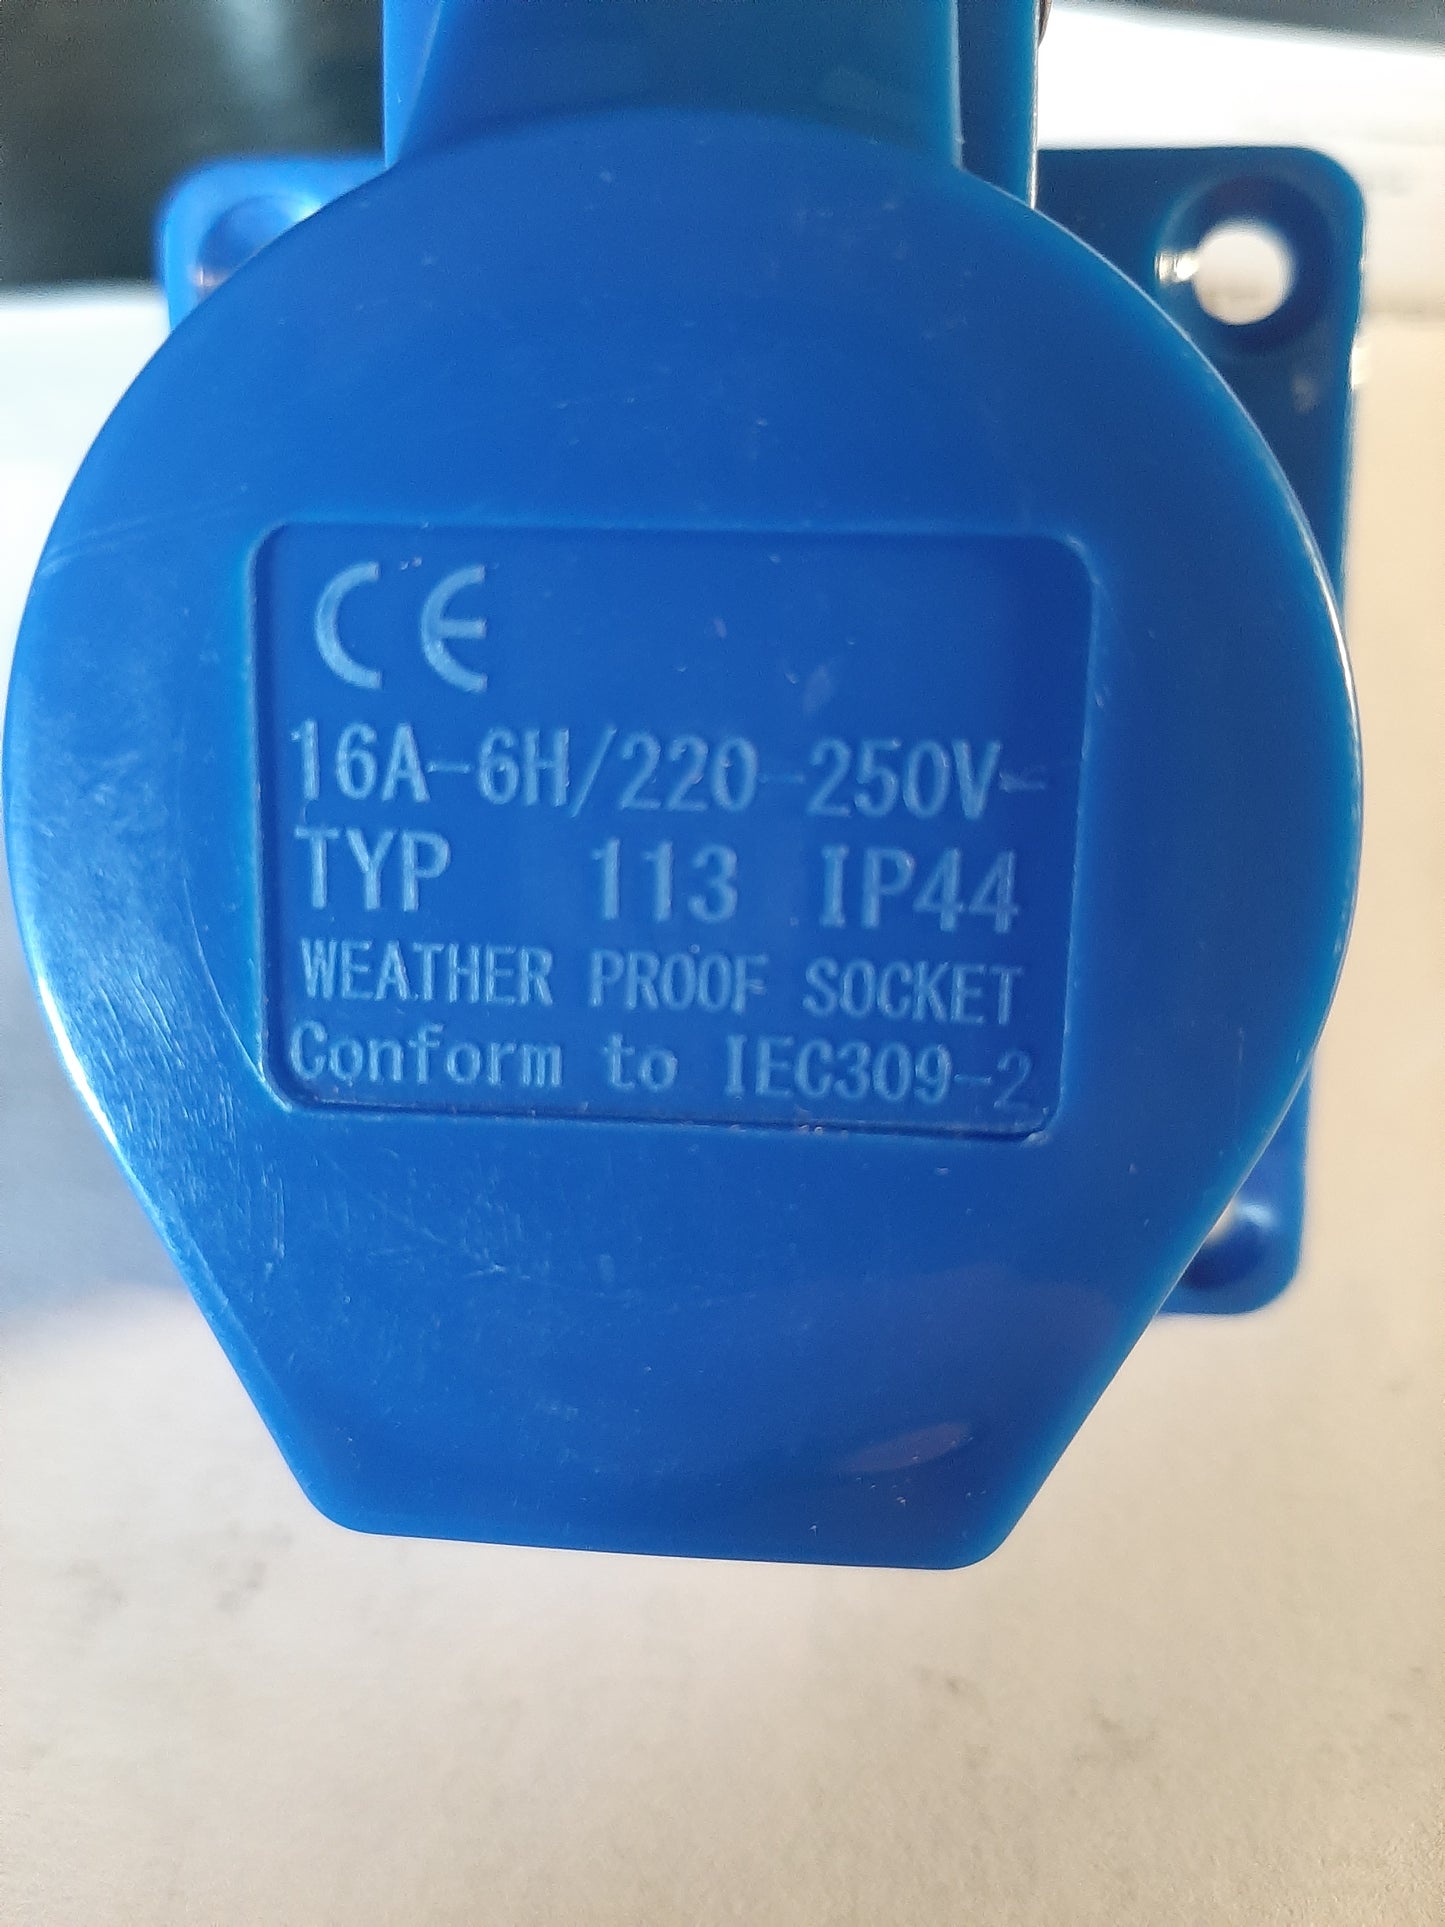 CE
16A-6H/220-250V~
TYP 113 IP44
WEATHER PROOF SOCKET
Conform to IEC309-2